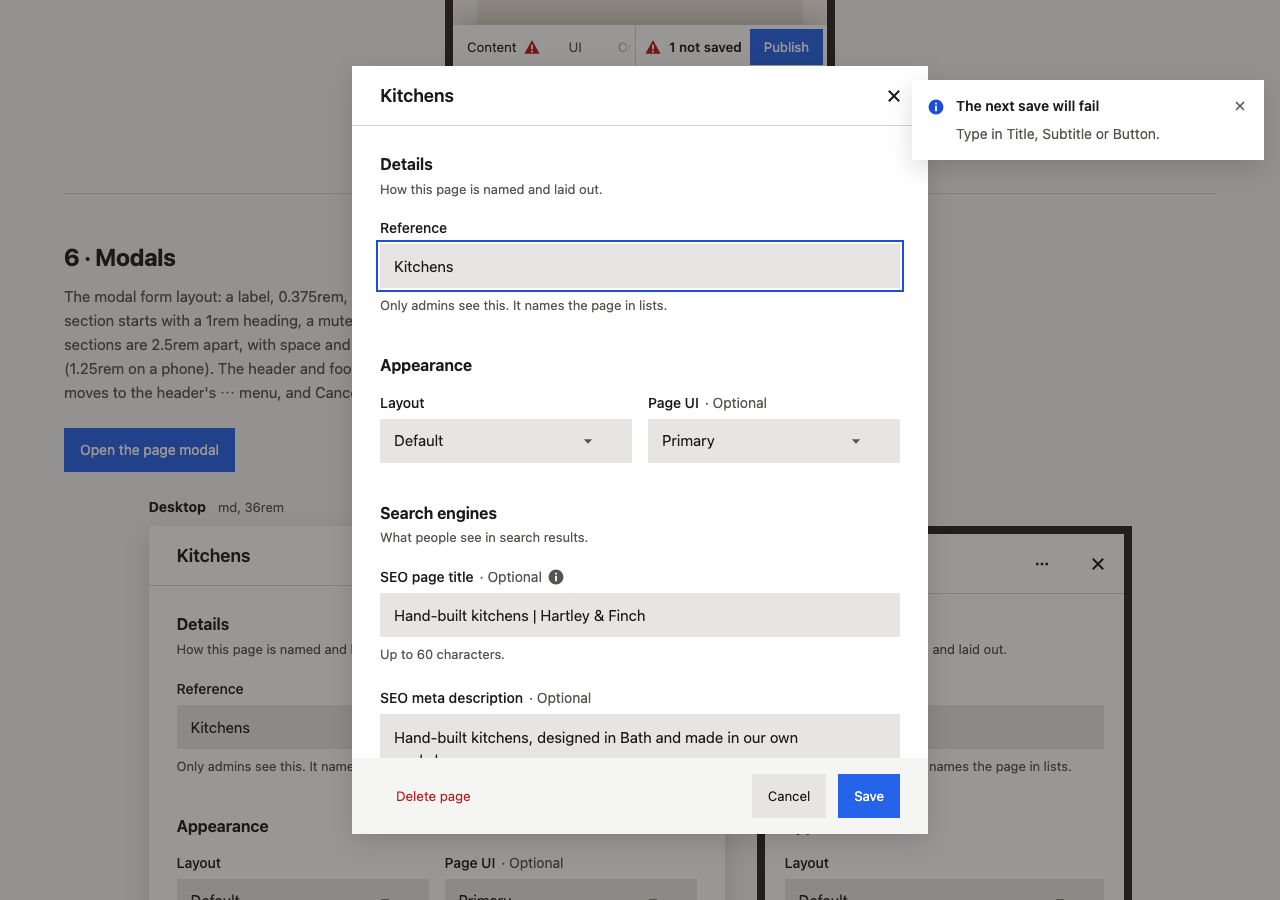 Content
UI
1 not saved
Publish
Kitchens
The next save will fail
Type in Title, Subtitle or Button.
Details
How this page is named and laid out.
Reference
Kitchens
Only admins see this. It names the page in lists.
Appearance
Layout
Page UI · Optional
Default
Primary
Search engines
What people see in search results.
SEO page title · Optional
Hand-built kitchens | Hartley & Finch
Up to 60 characters.
SEO meta description · Optional
Hand-built kitchens, designed in Bath and made in our own
Delete page
Cancel
Save
6 · Modals
The modal form layout: a label, 0.375rem,
section starts with a 1rem heading, a mute
sections are 2.5rem apart, with space and
(1.25rem on a phone). The header and foo
moves to the header's ··· menu, and Canc
Open the page modal
Desktop md, 36rem
Kitchens
Details
How this page is named and
and laid out.
Reference
Kitchens
Only admins see this. It name
names the page in lists.
Appearance
Layout
Page UI · Optional
Layout
Default
Primary
Default